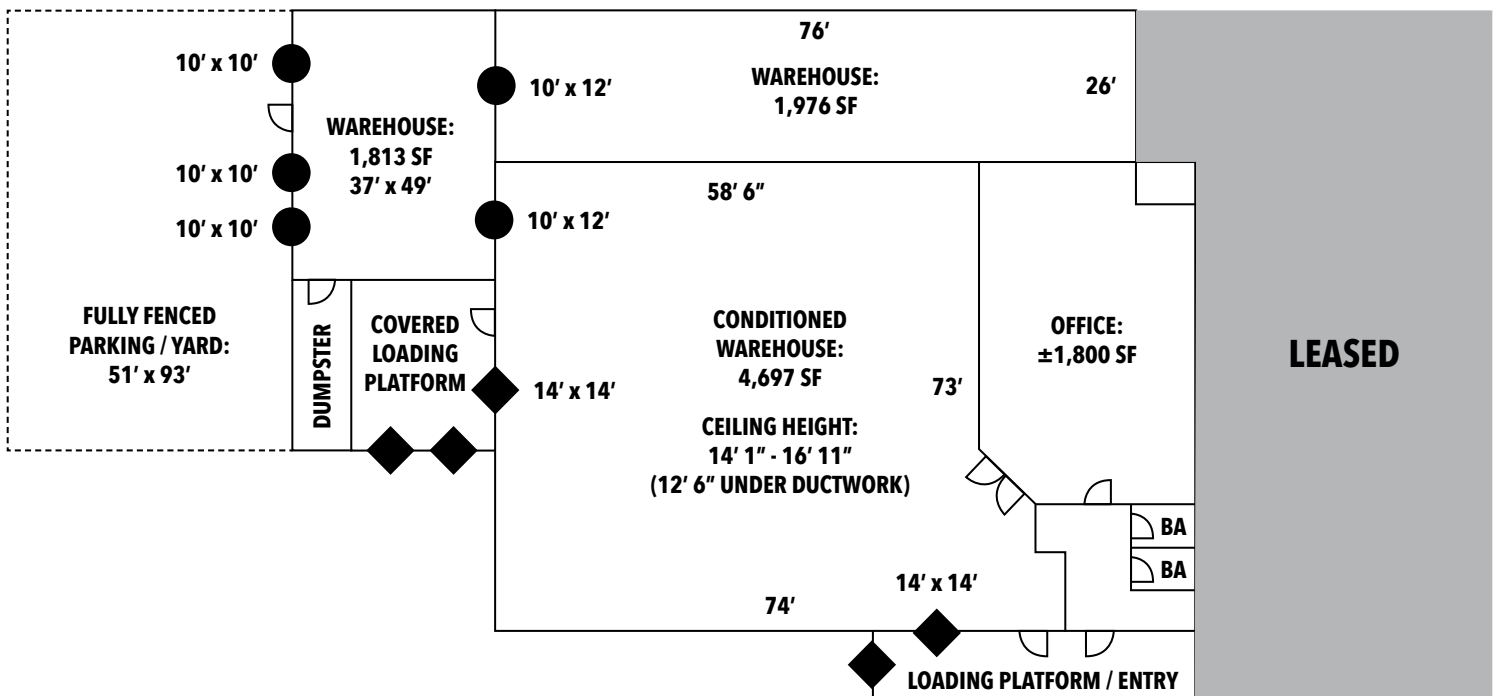 10’ x 10’
10’ x 10’
10’ x 10’
FULLY FENCED
PARKING / YARD:
51’ x 93’
WAREHOUSE:
1,813 SF
37’ x 49’
DUMPSTER
COVERED
LOADING
PLATFORM
10’ x 12’
10’ x 12’
14’ x 14’
76’
WAREHOUSE:
1,976 SF
26’
58’ 6”
CONDITIONED
WAREHOUSE:
4,697 SF
73’
CEILING HEIGHT:
14’ 1” - 16’ 11”
(12’ 6” UNDER DUCTWORK)
74’
14’ x 14’
OFFICE:
±1,800 SF
BA
BA
LOADING PLATFORM / ENTRY
LEASED